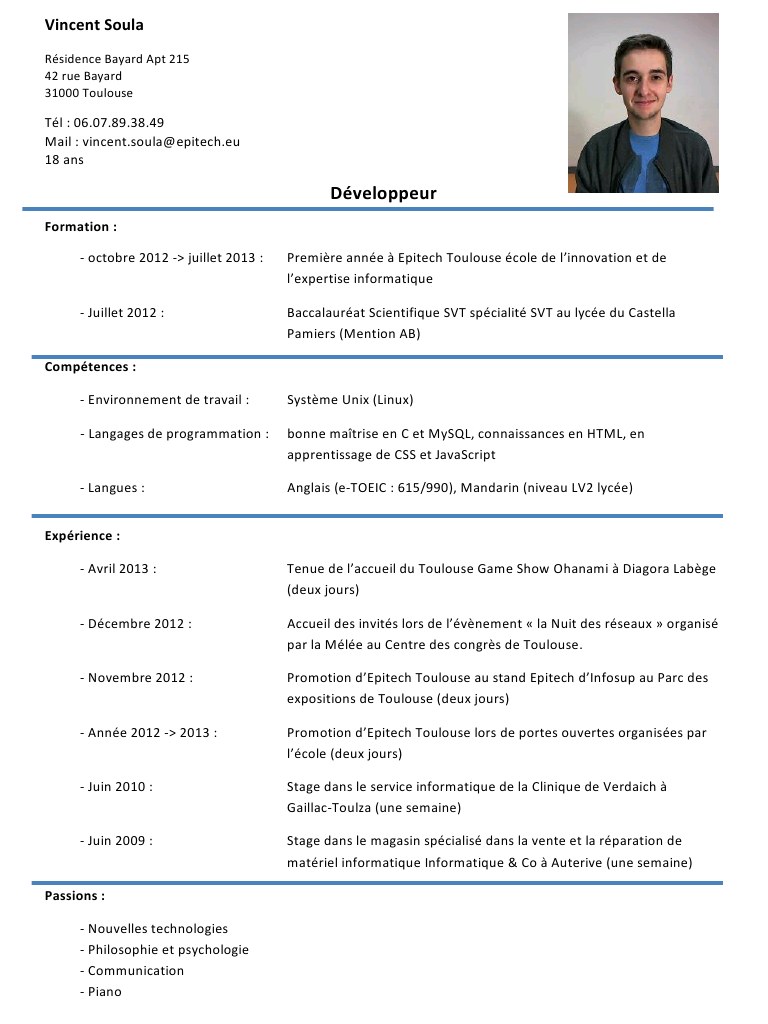 Vincent Soula
Résidence Bayard Apt 215
42 rue Bayard
31000 Toulouse
Tél : 06.07.89.38.49
Mail : vincent.soula@epitech.eu
18 ans
Développeur
Formation :
- octobre 2012 -> juillet 2013 : Première année à Epitech Toulouse école de l’innovation et de
l’expertise informatique
- Juillet 2012 : Baccalauréat Scientifique SVT spécialité SVT au lycée du Castella
Pamiers (Mention AB)
Compétences :
- Environnement de travail : Système Unix (Linux)
- Langages de programmation : bonne maîtrise en C et MySQL, connaissances en HTML, en
apprentissage de CSS et JavaScript
- Langues : Anglais (e-TOEIC : 615/990), Mandarin (niveau LV2 lycée)
Expérience :
- Avril 2013 : Tenue de l’accueil du Toulouse Game Show Ohanami à Diagora Labège
(deux jours)
- Décembre 2012 : Accueil des invités lors de l’évènement « la Nuit des réseaux » organisé
par la Mélée au Centre des congrès de Toulouse.
- Novembre 2012 : Promotion d’Epitech Toulouse au stand Epitech d’Infosup au Parc des
expositions de Toulouse (deux jours)
- Année 2012 -> 2013 : Promotion d’Epitech Toulouse lors de portes ouvertes organisées par
l’école (deux jours)
- Juin 2010 : Stage dans le service informatique de la Clinique de Verdaich à
Gaillac-Toulza (une semaine)
- Juin 2009 : Stage dans le magasin spécialisé dans la vente et la réparation de
matériel informatique Informatique & Co à Auterive (une semaine)
Passions :
- Nouvelles technologies
- Philosophie et psychologie
- Communication
- Piano